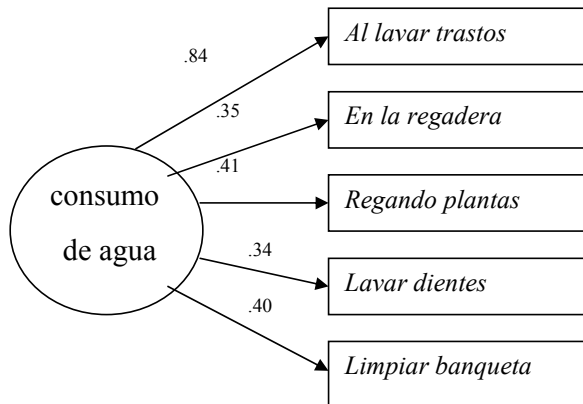 .84
Al lavar trastos
.35
En la regadera
.41
consumo
de agua
Regando plantas
.34
Lavar dientes
.40
Limpiar banqueta